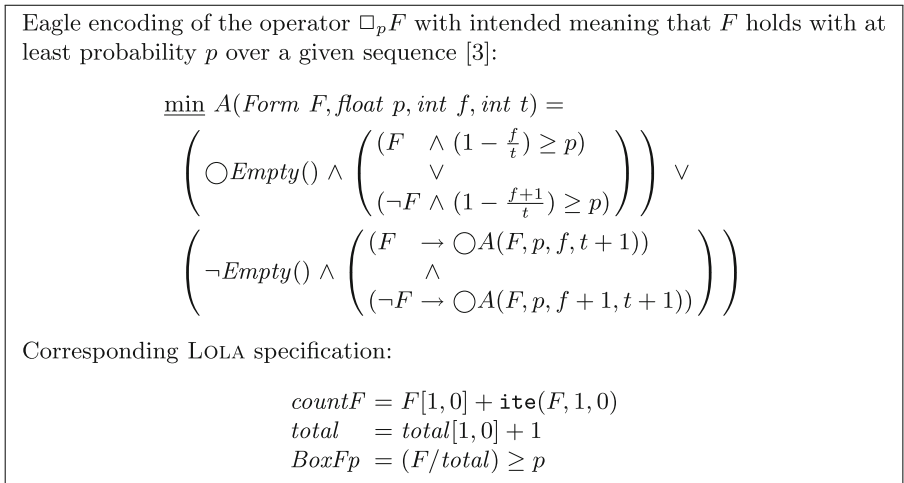 Eagle encoding of the operator □ₚF with intended meaning that F holds with at
least probability p over a given sequence [3]:
min A(Form F, float p, int f, int t) =
( ◯Empty() ∧ ( (F ∧ (1 − f/t) ≥ p)
∨
(¬F ∧ (1 − f+1/t) ≥ p) ) ) ∨
( ¬Empty() ∧ ( (F → ◯A(F, p, f, t + 1))
∧
(¬F → ◯A(F, p, f + 1, t + 1)) ) )
Corresponding LOLA specification:
countF = F[1, 0] + ite(F, 1, 0)
total = total[1, 0] + 1
BoxFp = (F/total) ≥ p